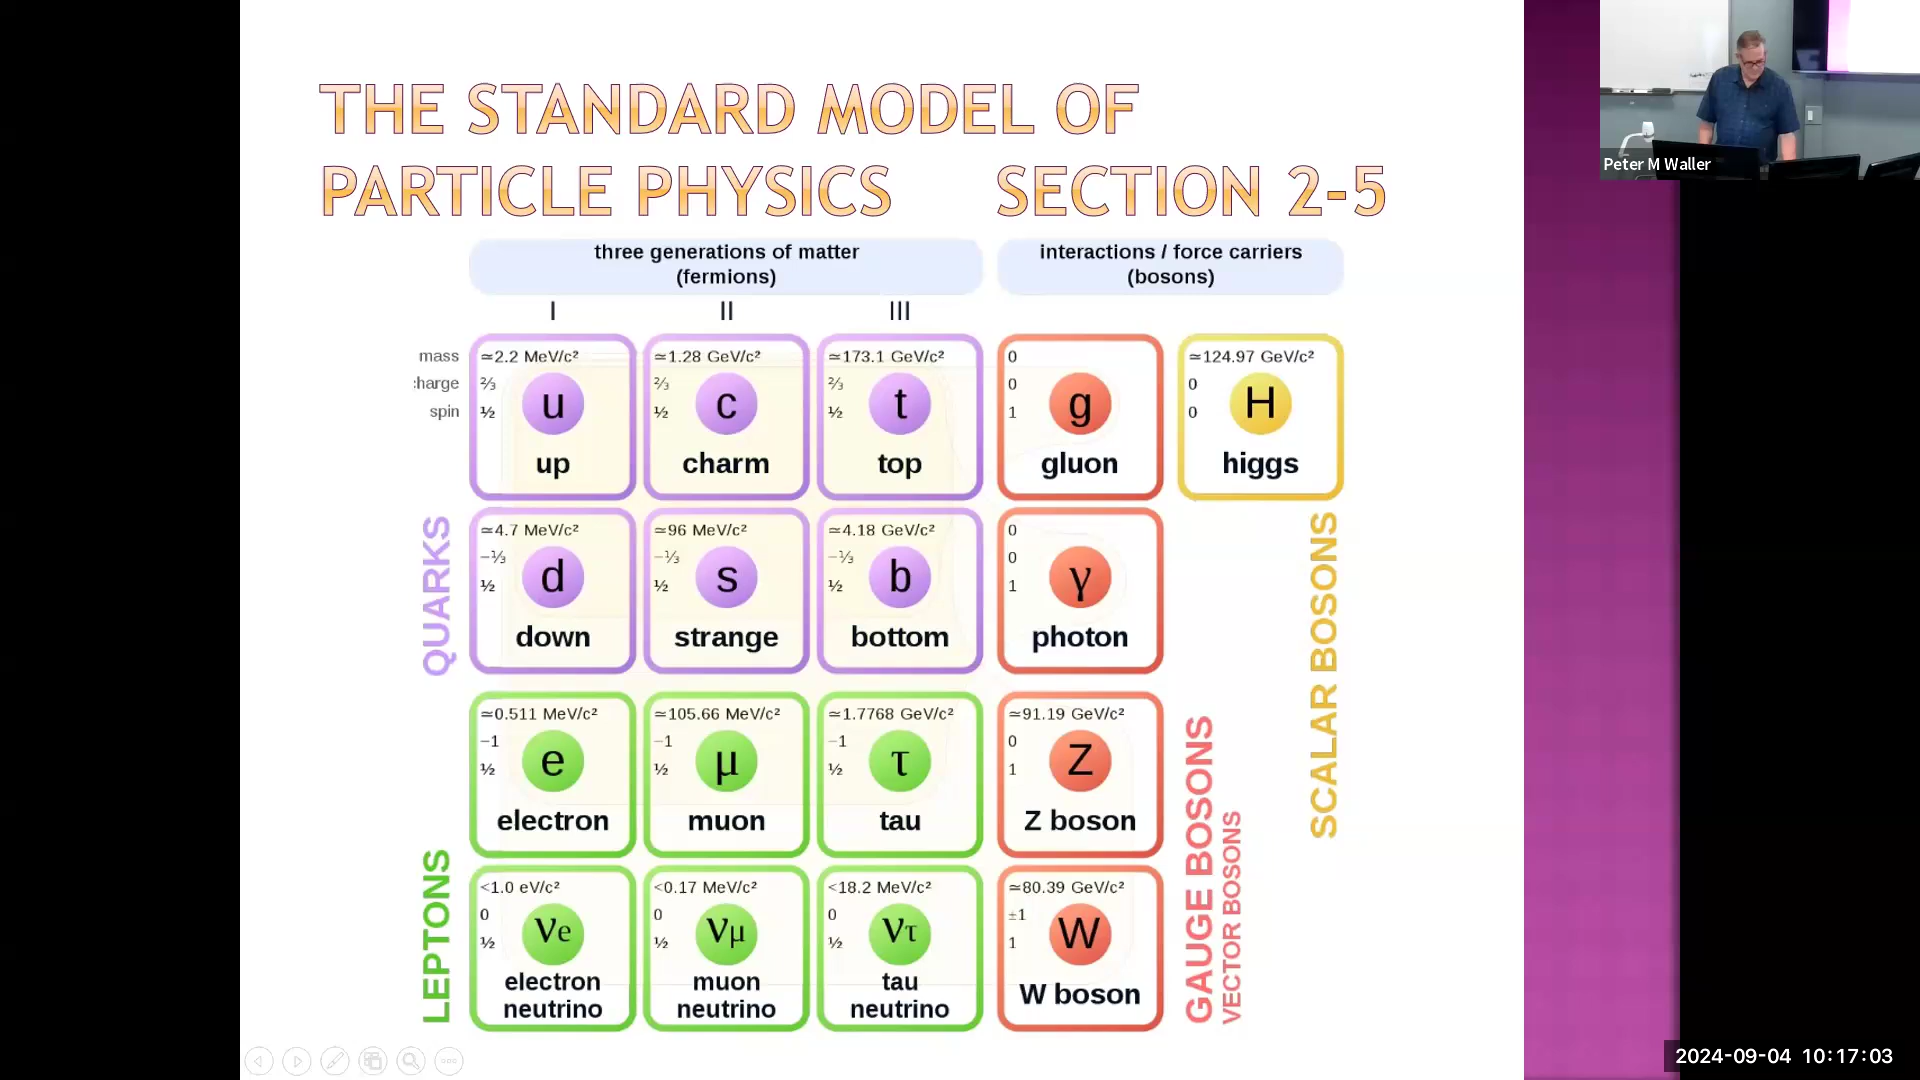 THE STANDARD MODEL OF
PARTICLE PHYSICS SECTION 2-5
three generations of matter
(fermions)
interactions / force carriers
(bosons)
I II III
mass
charge
spin
≃2.2 MeV/c²
⅔
½
u
up
≃1.28 GeV/c²
⅔
½
c
charm
≃173.1 GeV/c²
⅔
½
t
top
0
0
1
g
gluon
≃124.97 GeV/c²
0
0
H
higgs
QUARKS
≃4.7 MeV/c²
−⅓
½
d
down
≃96 MeV/c²
−⅓
½
s
strange
≃4.18 GeV/c²
−⅓
½
b
bottom
0
0
1
γ
photon
SCALAR BOSONS
LEPTONS
≃0.511 MeV/c²
−1
½
e
electron
≃105.66 MeV/c²
−1
½
μ
muon
≃1.7768 GeV/c²
−1
½
τ
tau
≃91.19 GeV/c²
0
1
Z
Z boson
<1.0 eV/c²
0
½
νe
electron
neutrino
<0.17 MeV/c²
0
½
νμ
muon
neutrino
<18.2 MeV/c²
0
½
ντ
tau
neutrino
≃80.39 GeV/c²
±1
1
W
W boson
GAUGE BOSONS
VECTOR BOSONS
Peter M Waller
2024-09-04 10:17:03